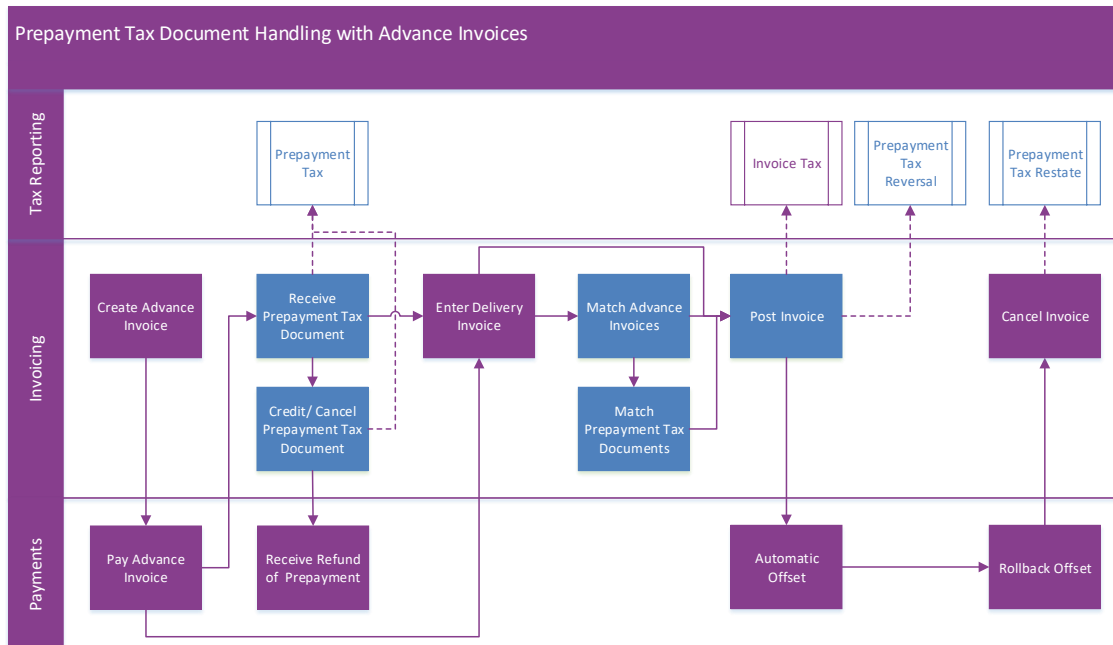 Prepayment Tax Document Handling with Advance Invoices
Tax Reporting
Prepayment
Tax
Invoice Tax
Prepayment
Tax
Reversal
Prepayment
Tax Restate
Invoicing
Create Advance
Invoice
Receive
Prepayment Tax
Document
Enter Delivery
Invoice
Match Advance
Invoices
Post Invoice
Cancel Invoice
Credit/ Cancel
Prepayment Tax
Document
Match
Prepayment Tax
Documents
Payments
Pay Advance
Invoice
Receive Refund
of Prepayment
Automatic
Offset
Rollback Offset